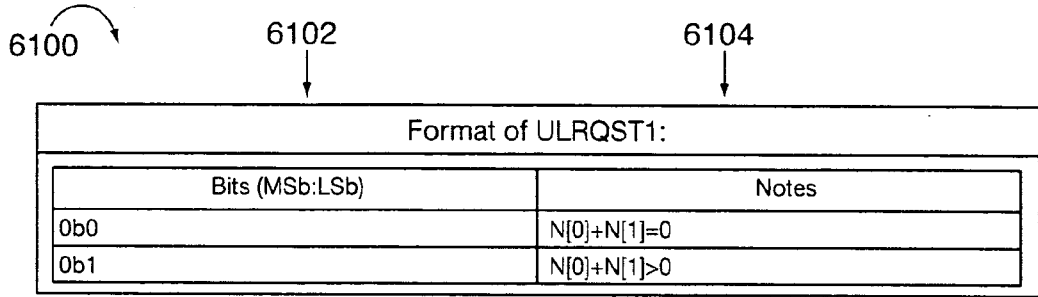 6100
6102
6104
Format of ULRQST1:
Bits (MSb:LSb) Notes
0b0 N[0]+N[1]=0
0b1 N[0]+N[1]>0